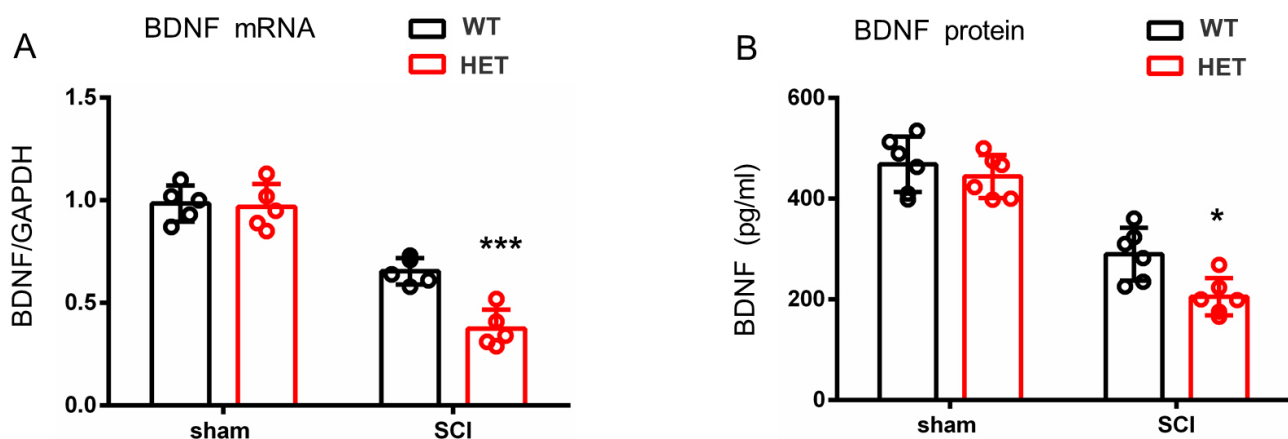 A
BDNF mRNA
WT
HET
BDNF/GAPDH
1.5
1.0
0.5
0.0
***
sham
SCI
B
BDNF protein
WT
HET
BDNF (pg/ml)
600
400
200
0
*
sham
SCI